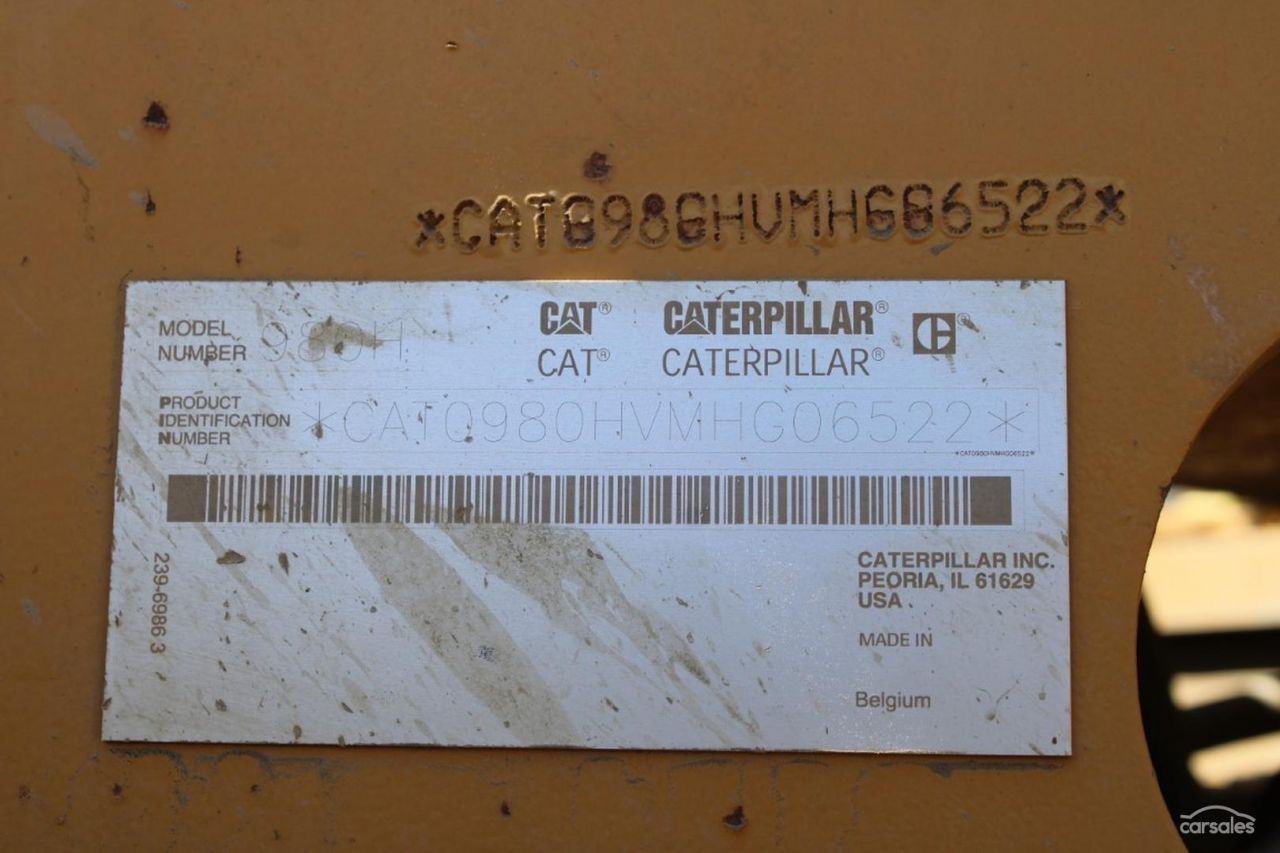 *CAT0980HVMHG06522*
MODEL NUMBER 980H
CAT® CATERPILLAR®
CAT® CATERPILLAR®
PRODUCT IDENTIFICATION NUMBER *CAT0980HVMHG06522*
*CAT0980HVMHG06522*
239-6986 3
CATERPILLAR INC.
PEORIA, IL 61629
USA
MADE IN
Belgium
carsales